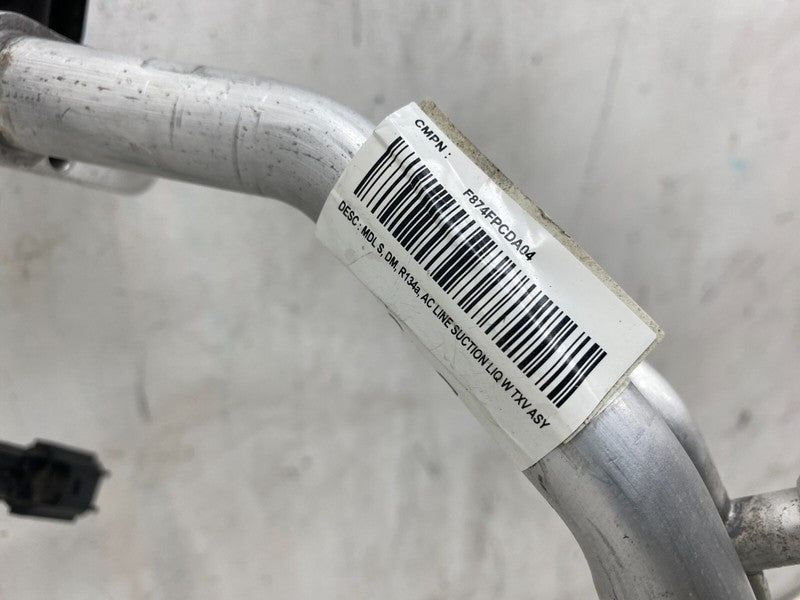 CMPN :
F874FPCDA04
DESC : MDL S, DM, R134a, AC LINE SUCTION LIQ W TXV ASY